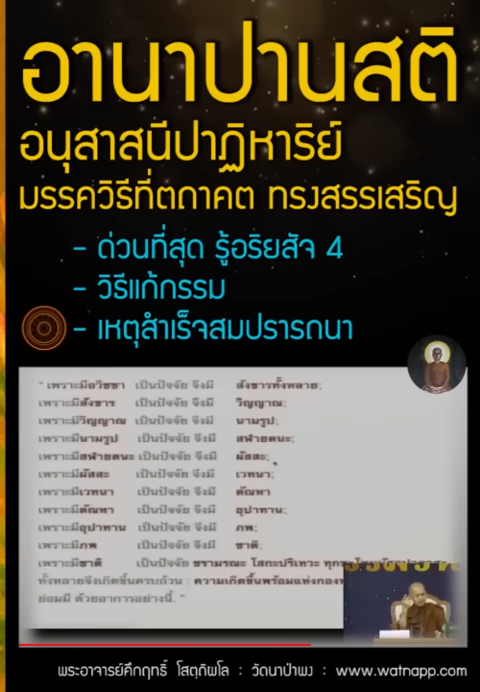 อานาปานสติ
อนุสาสนีปาฏิหาริย์
มรรควิธีที่ตถาคต ทรงสรรเสริญ
- ด่วนที่สุด รู้อริยสัจ 4
- วิธีแก้กรรม
- เหตุสำเร็จสมปรารถนา
" เพราะมีอวิชชา เป็นปัจจัย จึงมี สังขารทั้งหลาย;
เพราะมีสังขาร เป็นปัจจัย จึงมี วิญญาณ;
เพราะมีวิญญาณ เป็นปัจจัย จึงมี นามรูป;
เพราะมีนามรูป เป็นปัจจัย จึงมี สฬายตนะ;
เพราะมีสฬายตนะ เป็นปัจจัย จึงมี ผัสสะ;
เพราะมีผัสสะ เป็นปัจจัย จึงมี เวทนา;
เพราะมีเวทนา เป็นปัจจัย จึงมี ตัณหา
เพราะมีตัณหา เป็นปัจจัย จึงมี อุปาทาน;
เพราะมีอุปาทาน เป็นปัจจัย จึงมี ภพ;
เพราะมีภพ เป็นปัจจัย จึงมี ชาติ;
เพราะมีชาติ เป็นปัจจัย ชรามรณะ โสกะปริเทวะ
ทั้งหลายจึงเกิดขึ้นครบถ้วน : ความเกิดขึ้นพร้อมแห่งกอง
ย่อมมี ด้วยอาการอย่างนี้. "
พระอาจารย์คึกฤทธิ์ โสตฺถิผโล : วัดนาป่าพง : www.watnapp.com